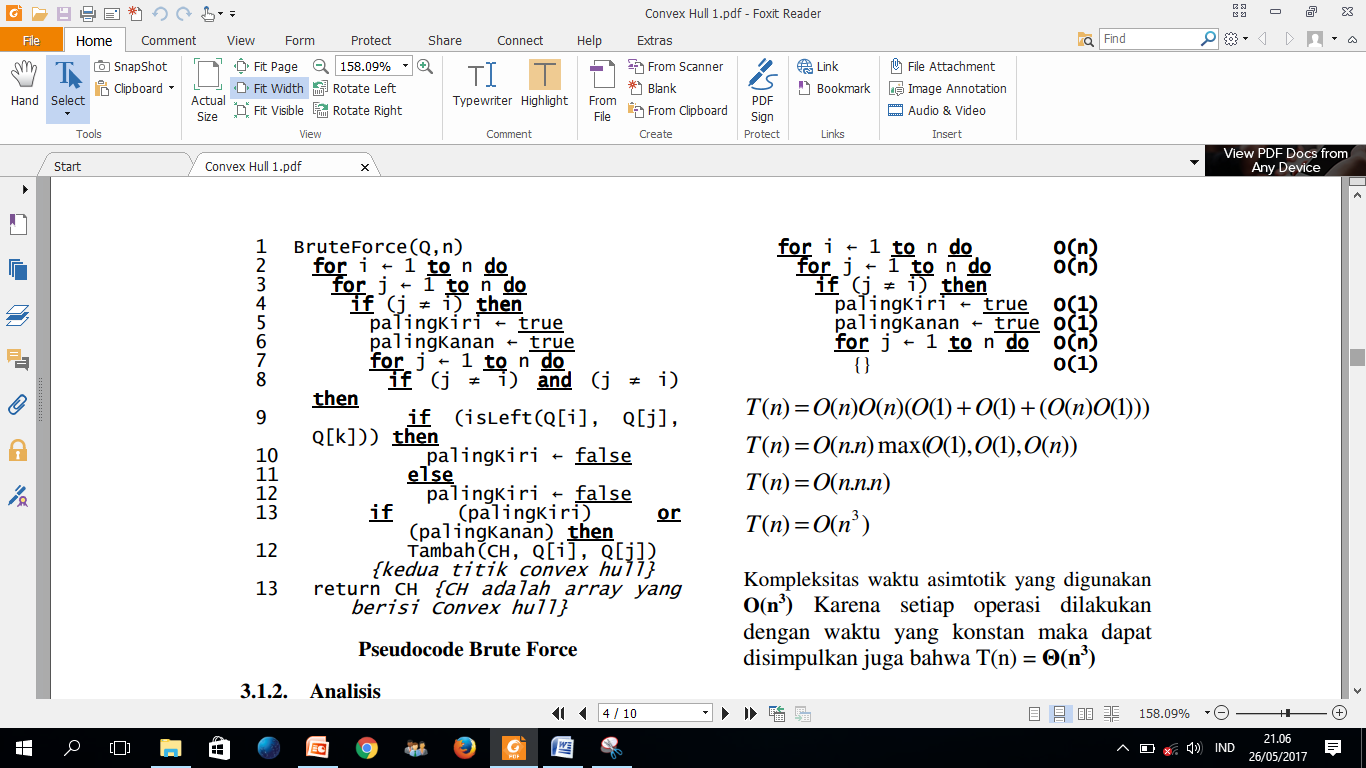 Convex Hull 1.pdf - Foxit Reader
File Home Comment View Form Protect Share Connect Help Extras Find
Hand
Select
SnapShot
Clipboard
Tools
Actual Size
Fit Page
Fit Width
Fit Visible
158.09%
Rotate Left
Rotate Right
View
Typewriter
Highlight
Comment
From File
From Scanner
Blank
From Clipboard
Create
PDF Sign
Protect
Link
Bookmark
Links
File Attachment
Image Annotation
Audio & Video
Insert
Start
Convex Hull 1.pdf
View PDF Docs from
Any Device
1 BruteForce(Q,n)
2 for i ← 1 to n do
3 for j ← 1 to n do
4 if (j ≠ i) then
5 palingKiri ← true
6 palingKanan ← true
7 for j ← 1 to n do
8 if (j ≠ i) and (j ≠ i)
then
9 if (isLeft(Q[i], Q[j],
Q[k])) then
10 palingKiri ← false
11 else
12 palingKiri ← false
13 if (palingKiri) or
(palingKanan) then
12 Tambah(CH, Q[i], Q[j])
{kedua titik convex hull}
13 return CH {CH adalah array yang
berisi Convex hull}
Pseudocode Brute Force
3.1.2. Analisis
for i ← 1 to n do O(n)
for j ← 1 to n do O(n)
if (j ≠ i) then
palingKiri ← true O(1)
palingKanan ← true O(1)
for j ← 1 to n do O(n)
{} O(1)
T(n) = O(n)O(n)(O(1) + O(1) + (O(n)O(1)))
T(n) = O(n.n) max(O(1), O(1), O(n))
T(n) = O(n.n.n)
T(n) = O(n³)
Kompleksitas waktu asimtotik yang digunakan
O(n³) Karena setiap operasi dilakukan
dengan waktu yang konstan maka dapat
disimpulkan juga bahwa T(n) = Θ(n³)
4 / 10
158.09%
IND
21.06
26/05/2017